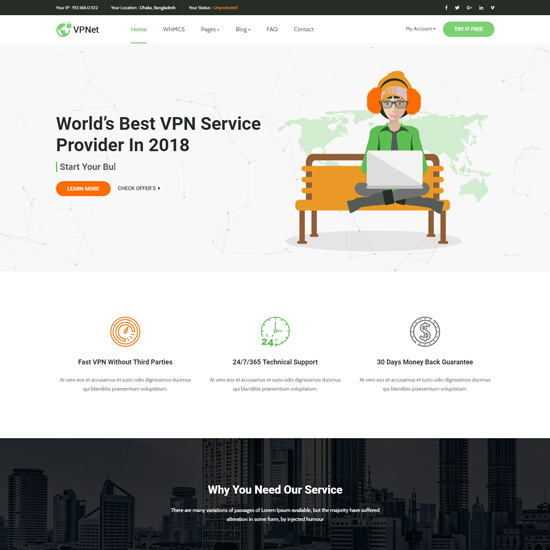 Your IP : 192.168.0.102 Your Location : Dhaka, Bangladesh Your Status : Unprotected
VPNet Home WHMCS Pages Blog FAQ Contact My Account TRY IT FREE
World's Best VPN Service
Provider In 2018
Start Your Bu|
LEARN MORE CHECK OFFER'S
24
Fast VPN Without Third Parties
24/7/365 Technical Support
30 Days Money Back Guarantee
At vero eos et accusamus et iusto odio dignissimos ducimus
qui blanditiis praesentium voluptatum.
At vero eos et accusamus et iusto odio dignissimos ducimus
qui blanditiis praesentium voluptatum.
At vero eos et accusamus et iusto odio dignissimos ducimus
qui blanditiis praesentium voluptatum.
Why You Need Our Service
There are many variations of passages of Lorem Ipsum available, but the majority have suffered
alteration in some form, by injected humour